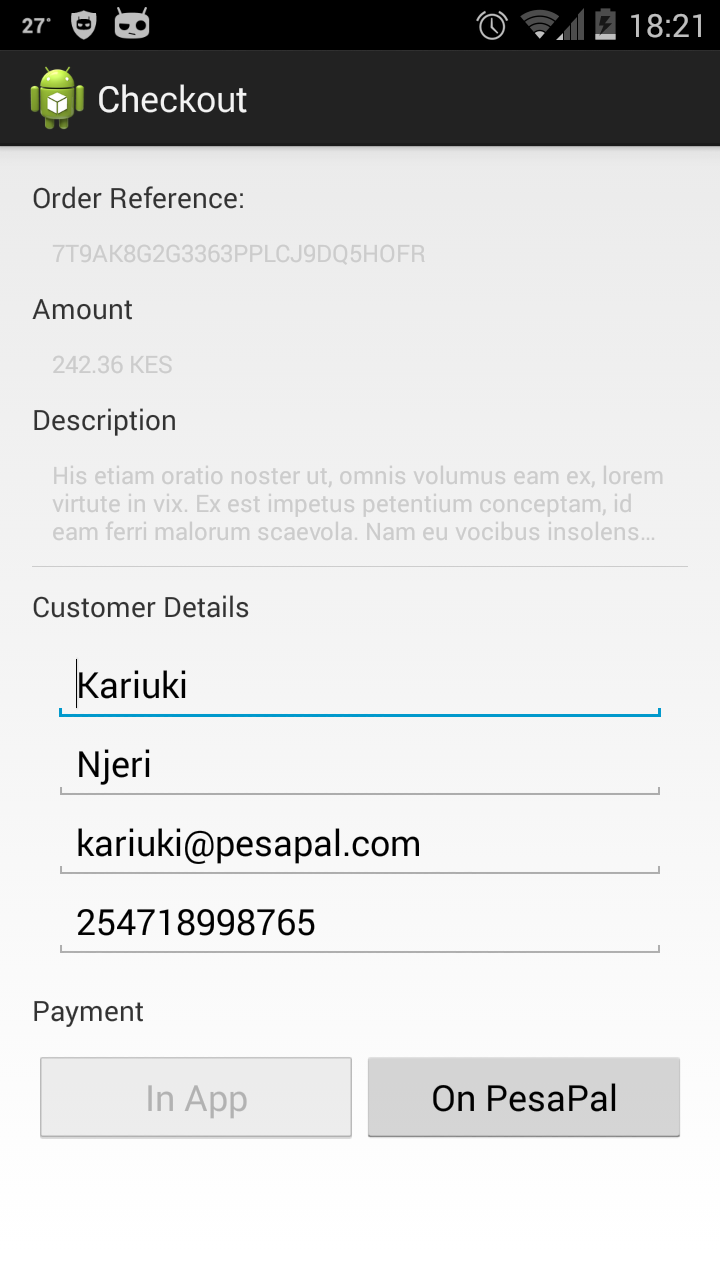 27° 18:21
Checkout
Order Reference:
7T9AK8G2G3363PPLCJ9DQ5HOFR
Amount
242.36 KES
Description
His etiam oratio noster ut, omnis volumus eam ex, lorem
virtute in vix. Ex est impetus petentium conceptam, id
eam ferri malorum scaevola. Nam eu vocibus insolens…
Customer Details
Kariuki
Njeri
kariuki@pesapal.com
254718998765
Payment
In App On PesaPal